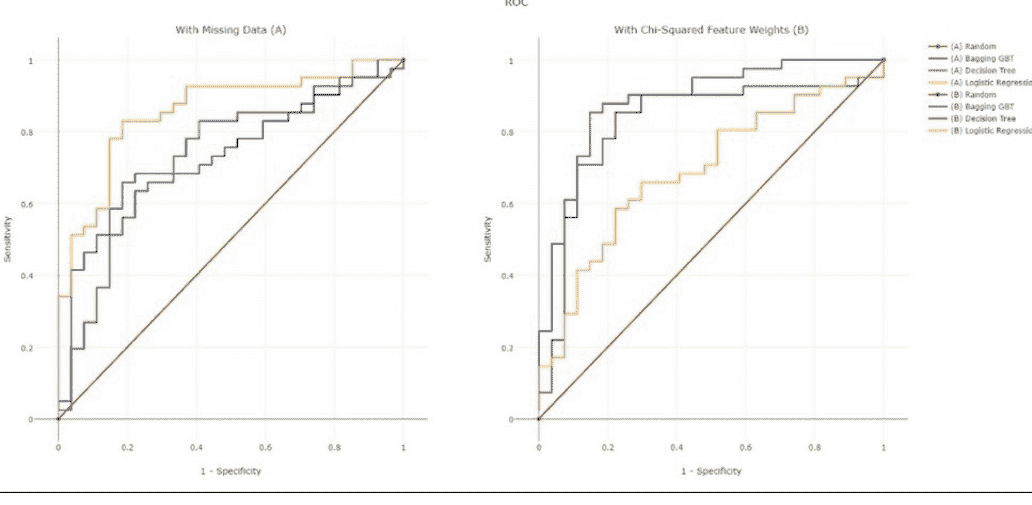 ROC
With Missing Data (A)
With Chi-Squared Feature Weights (B)
(A) Random
(A) Bagging GBT
(A) Decision Tree
(A) Logistic Regressio
(B) Random
(B) Bagging GBT
(B) Decision Tree
(B) Logistic Regressio
Sensitivity
1
0.8
0.6
0.4
0.2
0
0
0.2
0.4
0.6
0.8
1
1 - Specificity
Sensitivity
1
0.8
0.6
0.4
0.2
0
0
0.2
0.4
0.6
0.8
1
1 - Specificity